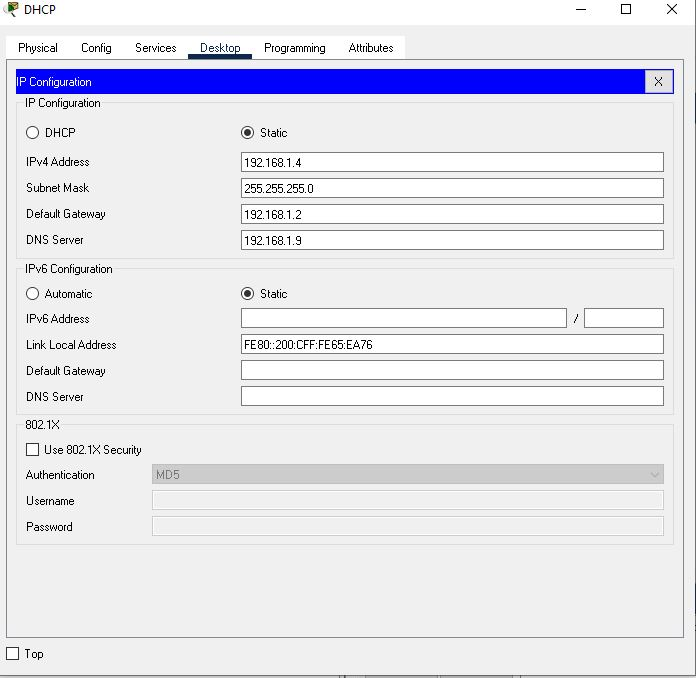 DHCP
Physical Config Services Desktop Programming Attributes
IP Configuration X
IP Configuration
DHCP Static
IPv4 Address 192.168.1.4
Subnet Mask 255.255.255.0
Default Gateway 192.168.1.2
DNS Server 192.168.1.9
IPv6 Configuration
Automatic Static
IPv6 Address /
Link Local Address FE80::200:CFF:FE65:EA76
Default Gateway
DNS Server
802.1X
Use 802.1X Security
Authentication MD5
Username
Password
Top